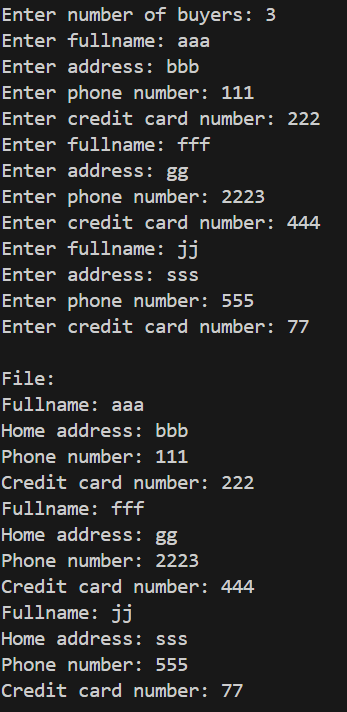 Enter number of buyers: 3
Enter fullname: aaa
Enter address: bbb
Enter phone number: 111
Enter credit card number: 222
Enter fullname: fff
Enter address: gg
Enter phone number: 2223
Enter credit card number: 444
Enter fullname: jj
Enter address: sss
Enter phone number: 555
Enter credit card number: 77

File:
Fullname: aaa
Home address: bbb
Phone number: 111
Credit card number: 222
Fullname: fff
Home address: gg
Phone number: 2223
Credit card number: 444
Fullname: jj
Home address: sss
Phone number: 555
Credit card number: 77